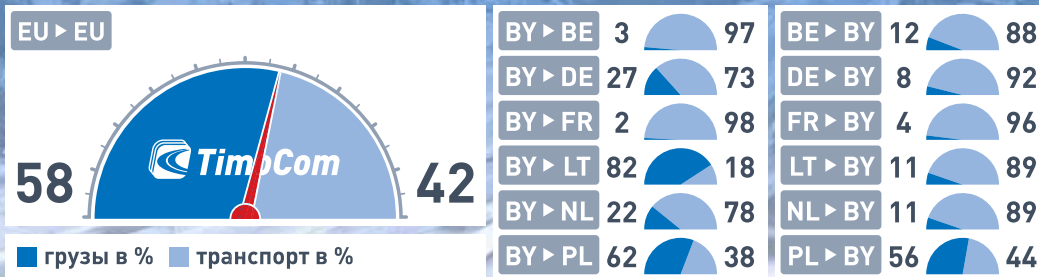 EU ▸ EU
TimoCom
58 42
грузы в % транспорт в %
BY ▸ BE 3 97
BY ▸ DE 27 73
BY ▸ FR 2 98
BY ▸ LT 82 18
BY ▸ NL 22 78
BY ▸ PL 62 38
BE ▸ BY 12 88
DE ▸ BY 8 92
FR ▸ BY 4 96
LT ▸ BY 11 89
NL ▸ BY 11 89
PL ▸ BY 56 44